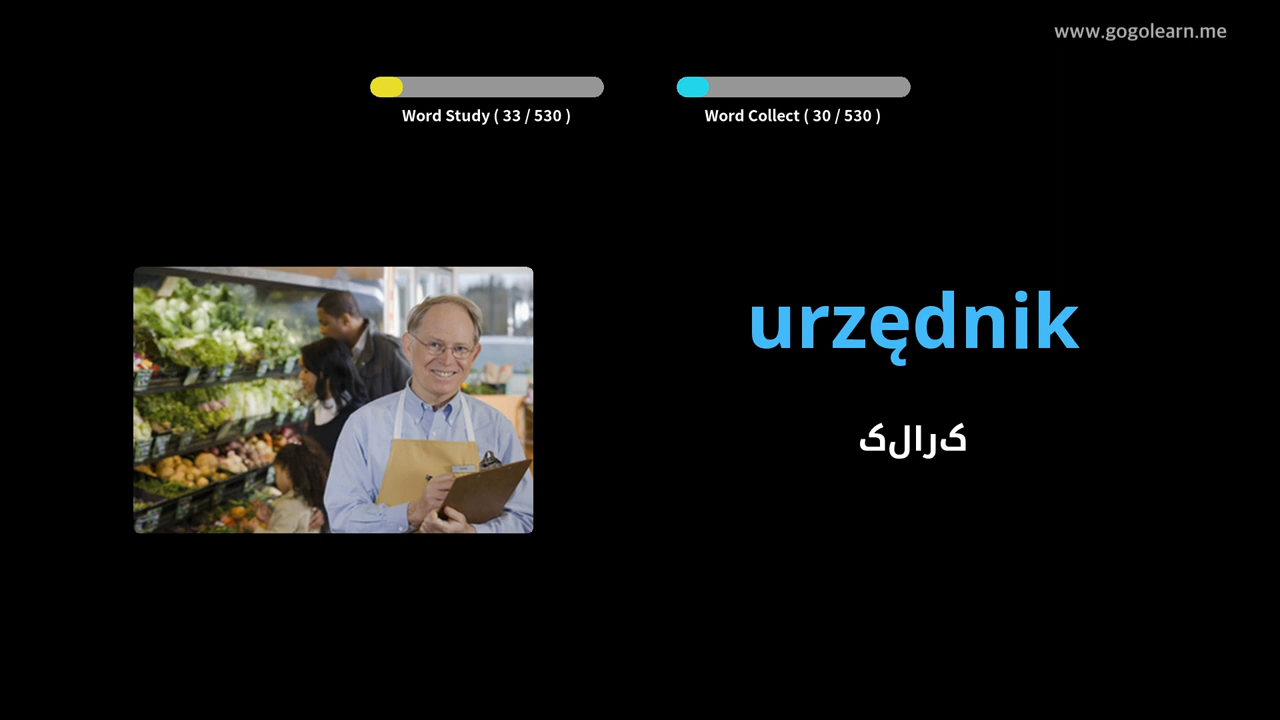 www.gogolearn.me
Word Study ( 33 / 530 )
Word Collect ( 30 / 530 )
urzędnik
کرالک